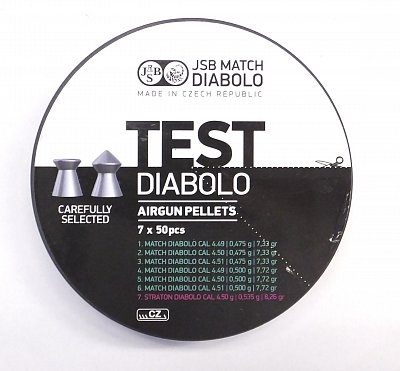 JSB
JSB MATCH
DIABOLO
MADE IN CZECH REPUBLIC
TEST
DIABOLO
CAREFULLY
SELECTED
AIRGUN PELLETS
7 x 50pcs
1. MATCH DIABOLO CAL 4.49 | 0,475 g | 7,33 gr
2. MATCH DIABOLO CAL 4.50 | 0,475 g | 7,33 gr
3. MATCH DIABOLO CAL 4.51 | 0,475 g | 7,33 gr
4. MATCH DIABOLO CAL 4.49 | 0,500 g | 7,72 gr
5. MATCH DIABOLO CAL 4.50 | 0,500 g | 7,72 gr
6. MATCH DIABOLO CAL 4.51 | 0,500 g | 7,72 gr
7. STRATON DIABOLO CAL 4.50 g | 0,535 g | 8,26 gr
CZ